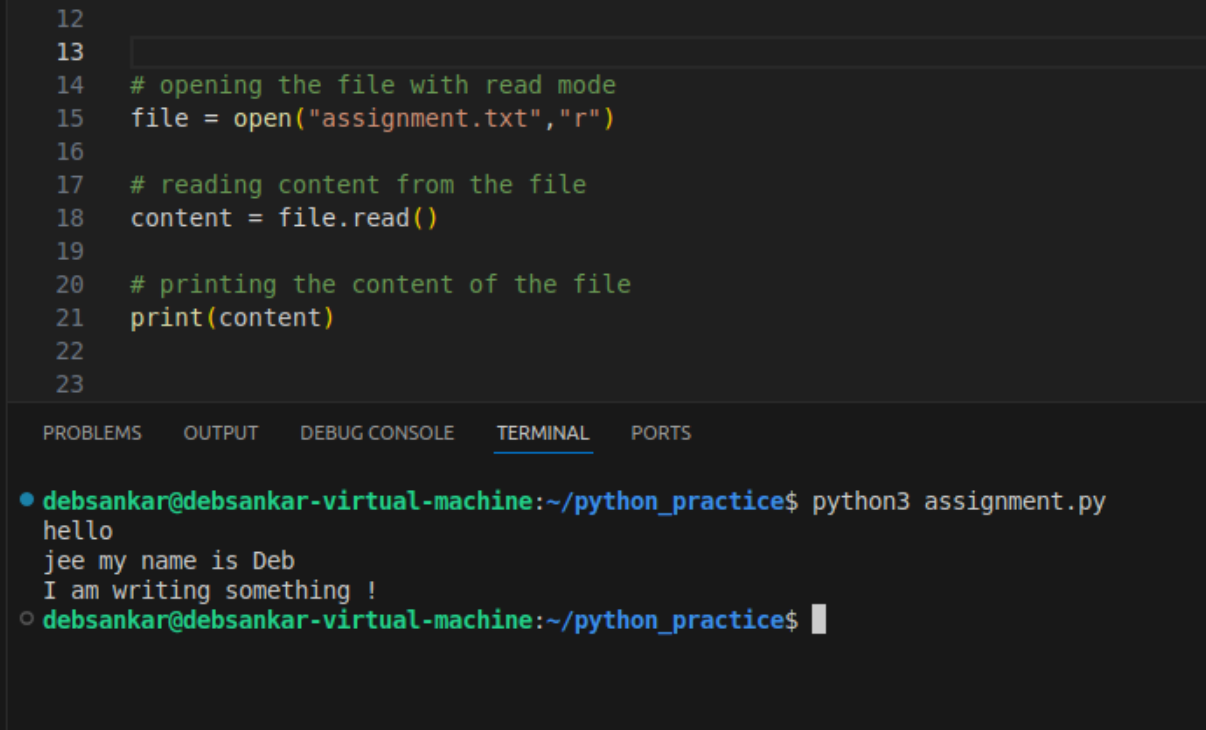 12
13
14 # opening the file with read mode
15 file = open("assignment.txt","r")
16
17 # reading content from the file
18 content = file.read()
19
20 # printing the content of the file
21 print(content)
22
23
PROBLEMS OUTPUT DEBUG CONSOLE TERMINAL PORTS
debsankar@debsankar-virtual-machine:~/python_practice$ python3 assignment.py
hello
jee my name is Deb
I am writing something !
debsankar@debsankar-virtual-machine:~/python_practice$